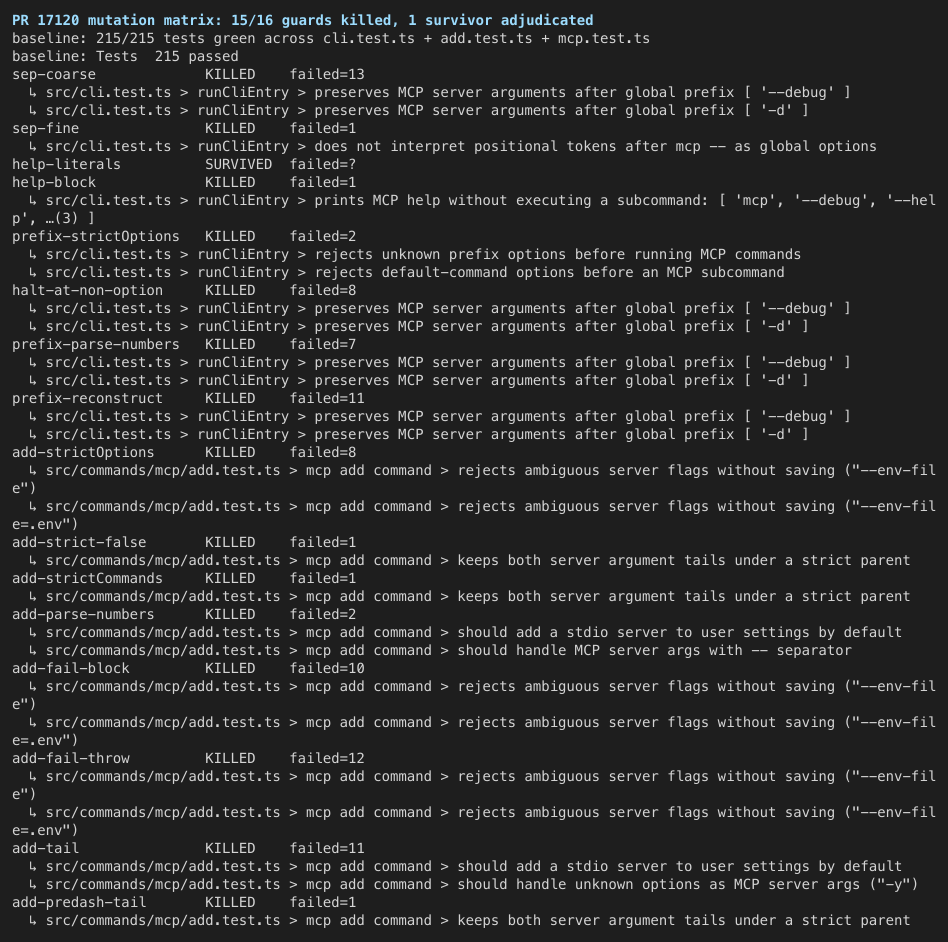 PR 17120 mutation matrix: 15/16 guards killed, 1 survivor adjudicated
baseline: 215/215 tests green across cli.test.ts + add.test.ts + mcp.test.ts
baseline: Tests  215 passed
sep-coarse             KILLED    failed=13
  ↳ src/cli.test.ts > runCliEntry > preserves MCP server arguments after global prefix [ '--debug' ]
  ↳ src/cli.test.ts > runCliEntry > preserves MCP server arguments after global prefix [ '-d' ]
sep-fine               KILLED    failed=1
  ↳ src/cli.test.ts > runCliEntry > does not interpret positional tokens after mcp -- as global options
help-literals          SURVIVED  failed=?
help-block             KILLED    failed=1
  ↳ src/cli.test.ts > runCliEntry > prints MCP help without executing a subcommand: [ 'mcp', '--debug', '--hel
p', …(3) ]
prefix-strictOptions   KILLED    failed=2
  ↳ src/cli.test.ts > runCliEntry > rejects unknown prefix options before running MCP commands
  ↳ src/cli.test.ts > runCliEntry > rejects default-command options before an MCP subcommand
halt-at-non-option     KILLED    failed=8
  ↳ src/cli.test.ts > runCliEntry > preserves MCP server arguments after global prefix [ '--debug' ]
  ↳ src/cli.test.ts > runCliEntry > preserves MCP server arguments after global prefix [ '-d' ]
prefix-parse-numbers   KILLED    failed=7
  ↳ src/cli.test.ts > runCliEntry > preserves MCP server arguments after global prefix [ '--debug' ]
  ↳ src/cli.test.ts > runCliEntry > preserves MCP server arguments after global prefix [ '-d' ]
prefix-reconstruct     KILLED    failed=11
  ↳ src/cli.test.ts > runCliEntry > preserves MCP server arguments after global prefix [ '--debug' ]
  ↳ src/cli.test.ts > runCliEntry > preserves MCP server arguments after global prefix [ '-d' ]
add-strictOptions      KILLED    failed=8
  ↳ src/commands/mcp/add.test.ts > mcp add command > rejects ambiguous server flags without saving ("--env-fil
e")
  ↳ src/commands/mcp/add.test.ts > mcp add command > rejects ambiguous server flags without saving ("--env-fil
e=.env")
add-strict-false       KILLED    failed=1
  ↳ src/commands/mcp/add.test.ts > mcp add command > keeps both server argument tails under a strict parent
add-strictCommands     KILLED    failed=1
  ↳ src/commands/mcp/add.test.ts > mcp add command > keeps both server argument tails under a strict parent
add-parse-numbers      KILLED    failed=2
  ↳ src/commands/mcp/add.test.ts > mcp add command > should add a stdio server to user settings by default
  ↳ src/commands/mcp/add.test.ts > mcp add command > should handle MCP server args with -- separator
add-fail-block         KILLED    failed=10
  ↳ src/commands/mcp/add.test.ts > mcp add command > rejects ambiguous server flags without saving ("--env-fil
e")
  ↳ src/commands/mcp/add.test.ts > mcp add command > rejects ambiguous server flags without saving ("--env-fil
e=.env")
add-fail-throw         KILLED    failed=12
  ↳ src/commands/mcp/add.test.ts > mcp add command > rejects ambiguous server flags without saving ("--env-fil
e")
  ↳ src/commands/mcp/add.test.ts > mcp add command > rejects ambiguous server flags without saving ("--env-fil
e=.env")
add-tail               KILLED    failed=11
  ↳ src/commands/mcp/add.test.ts > mcp add command > should add a stdio server to user settings by default
  ↳ src/commands/mcp/add.test.ts > mcp add command > should handle unknown options as MCP server args ("-y")
add-predash-tail       KILLED    failed=1
  ↳ src/commands/mcp/add.test.ts > mcp add command > keeps both server argument tails under a strict parent